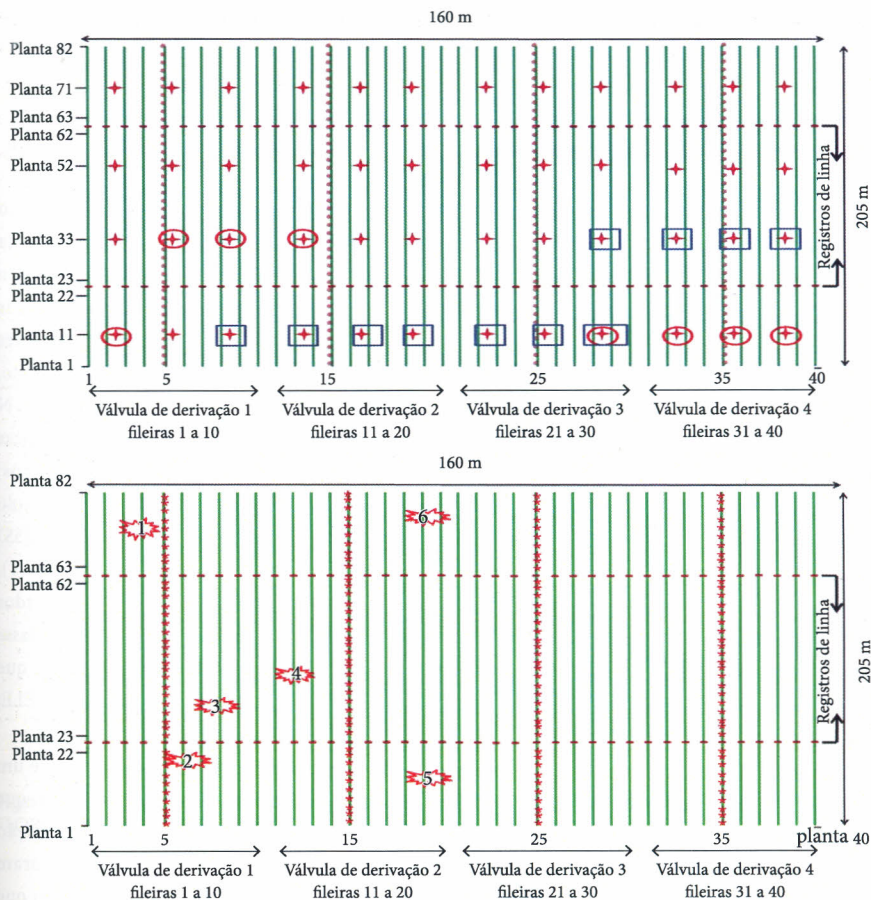 160 m
Planta 82
Planta 71
Planta 63
Planta 62
Planta 52
Planta 33
Planta 23
Planta 22
Planta 11
Planta 1
Registros de linha
205 m
1 5 15 25 35 40
Válvula de derivação 1 Válvula de derivação 2 Válvula de derivação 3 Válvula de derivação 4
fileiras 1 a 10 fileiras 11 a 20 fileiras 21 a 30 fileiras 31 a 40
160 m
Planta 82
1
6
Planta 63
Planta 62
4
3
Planta 23
Planta 22
2
5
Planta 1
Registros de linha
205 m
1 5 15 25 35 planta 40
Válvula de derivação 1 Válvula de derivação 2 Válvula de derivação 3 Válvula de derivação 4
fileiras 1 a 10 fileiras 11 a 20 fileiras 21 a 30 fileiras 31 a 40